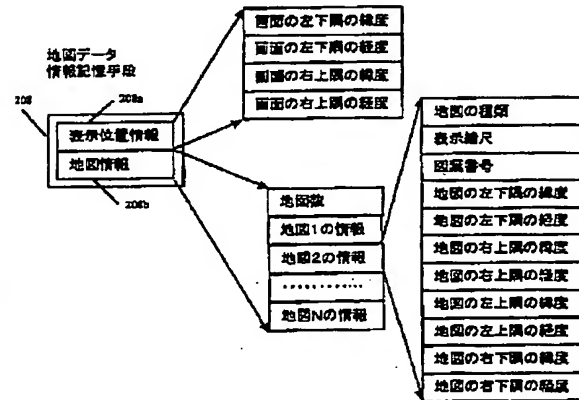 地図データ
情報記憶手段
208
208a
表示位置情報
地図情報
208b
画面の左下隅の緯度
画面の左下隅の経度
画面の右上隅の緯度
画面の右上隅の経度
地図数
地図1の情報
地図2の情報
…………
地図Nの情報
地図の種類
表示縮尺
図葉番号
地図の左下隅の緯度
地図の左下隅の経度
地図の右上隅の緯度
地図の右上隅の経度
地図の左上隅の緯度
地図の左上隅の経度
地図の右下隅の緯度
地図の右下隅の経度